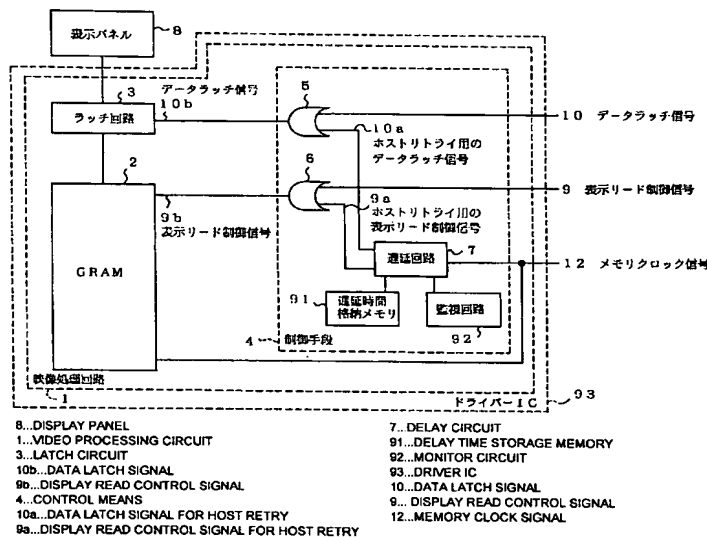 表示パネル
8
3
データラッチ信号
10b
ラッチ回路
5
10 データラッチ信号
10a
ホストリトライ用の
データラッチ信号
2
6
9 表示リード制御信号
9b
表示リード制御信号
9a
ホストリトライ用の
表示リード制御信号
GRAM
遅延回路
7
12 メモリクロック信号
91
遅延時間
格納メモリ
監視回路
92
4
制御手段
映像処理回路
1
ドライバーIC
93
8...DISPLAY PANEL
1...VIDEO PROCESSING CIRCUIT
3...LATCH CIRCUIT
10b...DATA LATCH SIGNAL
9b...DISPLAY READ CONTROL SIGNAL
4...CONTROL MEANS
10a...DATA LATCH SIGNAL FOR HOST RETRY
9a...DISPLAY READ CONTROL SIGNAL FOR HOST RETRY
7...DELAY CIRCUIT
91...DELAY TIME STORAGE MEMORY
92...MONITOR CIRCUIT
93...DRIVER IC
10...DATA LATCH SIGNAL
9... DISPLAY READ CONTROL SIGNAL
12...MEMORY CLOCK SIGNAL